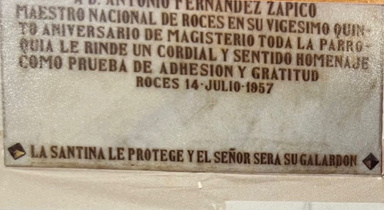 A D. ANTONIO FERNANDEZ ZAPICO
MAESTRO NACIONAL DE ROCES EN SU VIGESIMO QUIN-
TO ANIVERSARIO DE MAGISTERIO TODA LA PARRO-
QUIA LE RINDE UN CORDIAL Y SENTIDO HOMENAJE
COMO PRUEBA DE ADHESION Y GRATITUD
ROCES 14-JULIO-1957
LA SANTINA LE PROTEGE Y EL SEÑOR SERA SU GALARDON